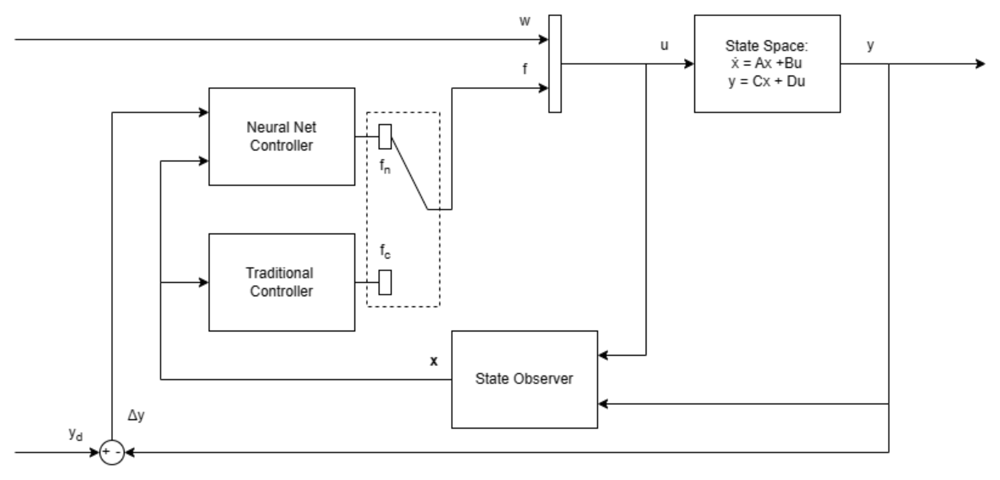 w
f
u
State Space:
ẋ = Ax +Bu
y = Cx + Du
y
Neural Net
Controller
fn
fc
Traditional
Controller
x
State Observer
Δy
yd
+ -